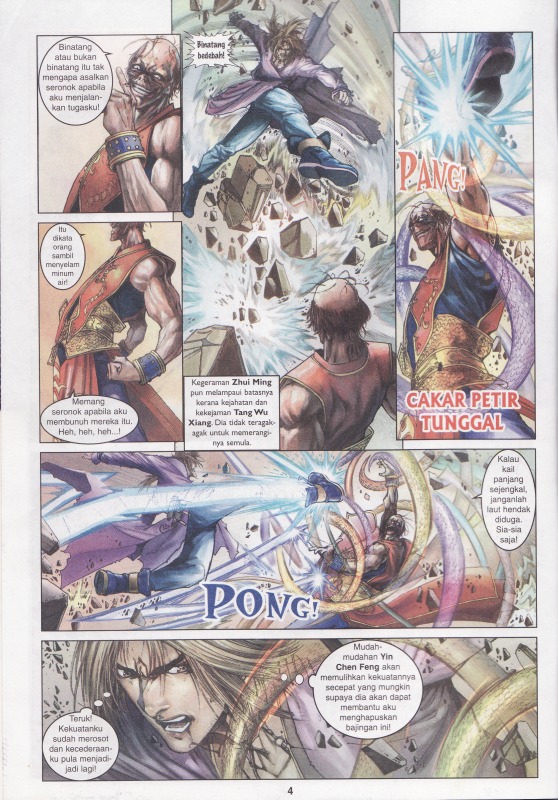 Binatang
atau bukan
binatang itu tak
mengapa asalkan
seronok apabila
aku menjalan-
kan tugasku!
Binatang
bedebah!
PANG!
Itu
dikata
orang
sambil
menyelam
minum
air!
Memang
seronok apabila aku
membunuh mereka itu.
Heh, heh, heh...!
Kegeraman Zhui Ming
pun melampaui batasnya
kerana kejahatan dan
kekejaman Tang Wu
Xiang. Dia tidak teragak-
agak untuk memerangi-
nya semula.
CAKAR PETIR
TUNGGAL
Kalau
kail
panjang
sejengkal,
janganlah
laut hendak
diduga.
Sia-sia
saja!
PONG!
Teruk!
Kekuatanku
sudah merosot
dan kecederaan-
ku pula menjadi-
jadi lagi!
Mudah-
mudahan Yin
Chen Feng akan
memulihkan kekuatannya
secepat yang mungkin
supaya dia akan dapat
membantu aku
menghapuskan
bajingan ini!
4